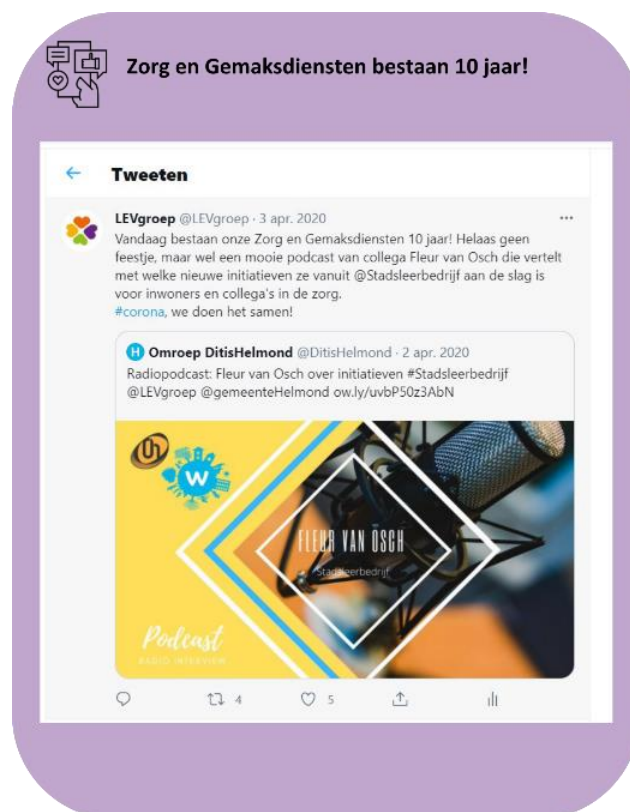 Zorg en Gemaksdiensten bestaan 10 jaar!
Tweeten
LEVgroep @LEVgroep · 3 apr. 2020
Vandaag bestaan onze Zorg en Gemaksdiensten 10 jaar! Helaas geen
feestje, maar wel een mooie podcast van collega Fleur van Osch die vertelt
met welke nieuwe initiatieven ze vanuit @Stadsleerbedrijf aan de slag is
voor inwoners en collega's in de zorg.
#corona, we doen het samen!
H Omroep DitisHelmond @DitisHelmond · 2 apr. 2020
Radiopodcast: Fleur van Osch over initiatieven #Stadsleerbedrijf
@LEVgroep @gemeenteHelmond ow.ly/uvbP50z3AbN
W
FLEUR VAN OSCH
Stadsleerbedrijf
Podcast
RADIO INTERVIEW
4
5